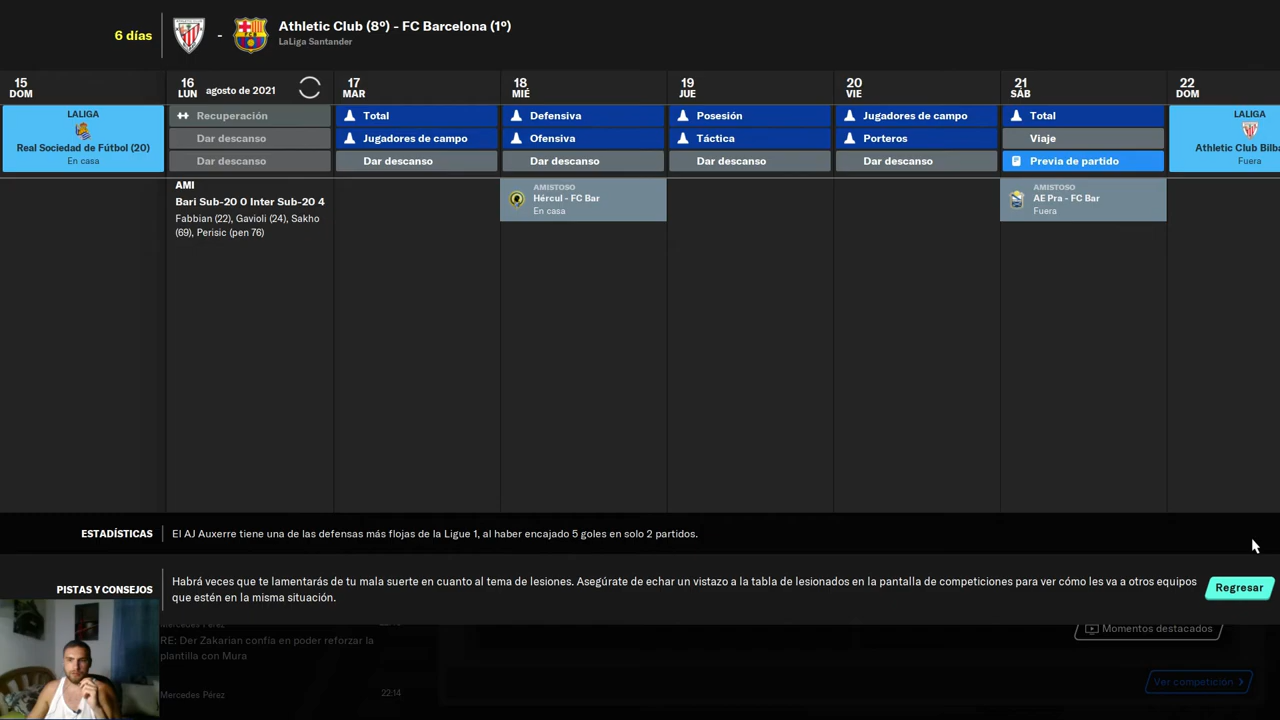 6 días
Athletic Club (8º) - FC Barcelona (1º)
LaLiga Santander
15
DOM
16
LUN
agosto de 2021
17
MAR
18
MIÉ
19
JUE
20
VIE
21
SÁB
22
DOM
LALIGA
Real Sociedad de Fútbol (20)
En casa
Recuperación
Dar descanso
Dar descanso
Total
Jugadores de campo
Dar descanso
Defensiva
Ofensiva
Dar descanso
Posesión
Táctica
Dar descanso
Jugadores de campo
Porteros
Dar descanso
Total
Viaje
Previa de partido
LALIGA
Athletic Club Bilb
Fuera
AMI
Bari Sub-20 0 Inter Sub-20 4
Fabbian (22), Gavioli (24), Sakho
(69), Perisic (pen 76)
AMISTOSO
Hércul - FC Bar
En casa
AMISTOSO
AE Pra - FC Bar
Fuera
ESTADÍSTICAS
El AJ Auxerre tiene una de las defensas más flojas de la Ligue 1, al haber encajado 5 goles en solo 2 partidos.
PISTAS Y CONSEJOS
Habrá veces que te lamentarás de tu mala suerte en cuanto al tema de lesiones. Asegúrate de echar un vistazo a la tabla de lesionados en la pantalla de competiciones para ver cómo les va a otros equipos
que estén en la misma situación.
Regresar
Mercedes Pérez
RE: Der Zakarian confía en poder reforzar la
plantilla con Mura
Mercedes Pérez
22:14
Momentos destacados
Ver competición